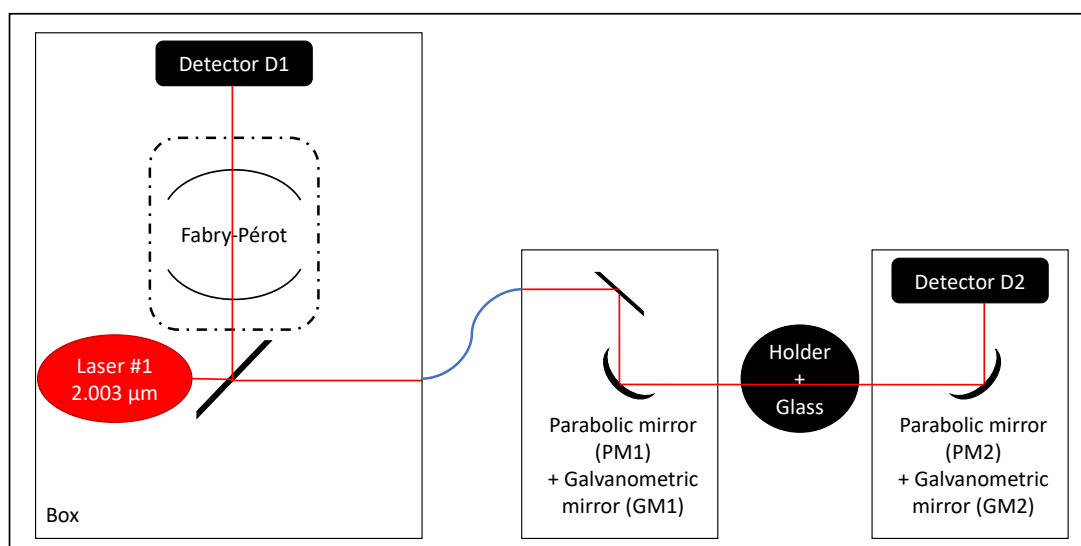 Detector D1
Fabry-Pérot
Laser #1
2.003 µm
Box
Parabolic mirror
(PM1)
+ Galvanometric
mirror (GM1)
Holder
+
Glass
Detector D2
Parabolic mirror
(PM2)
+ Galvanometric
mirror (GM2)